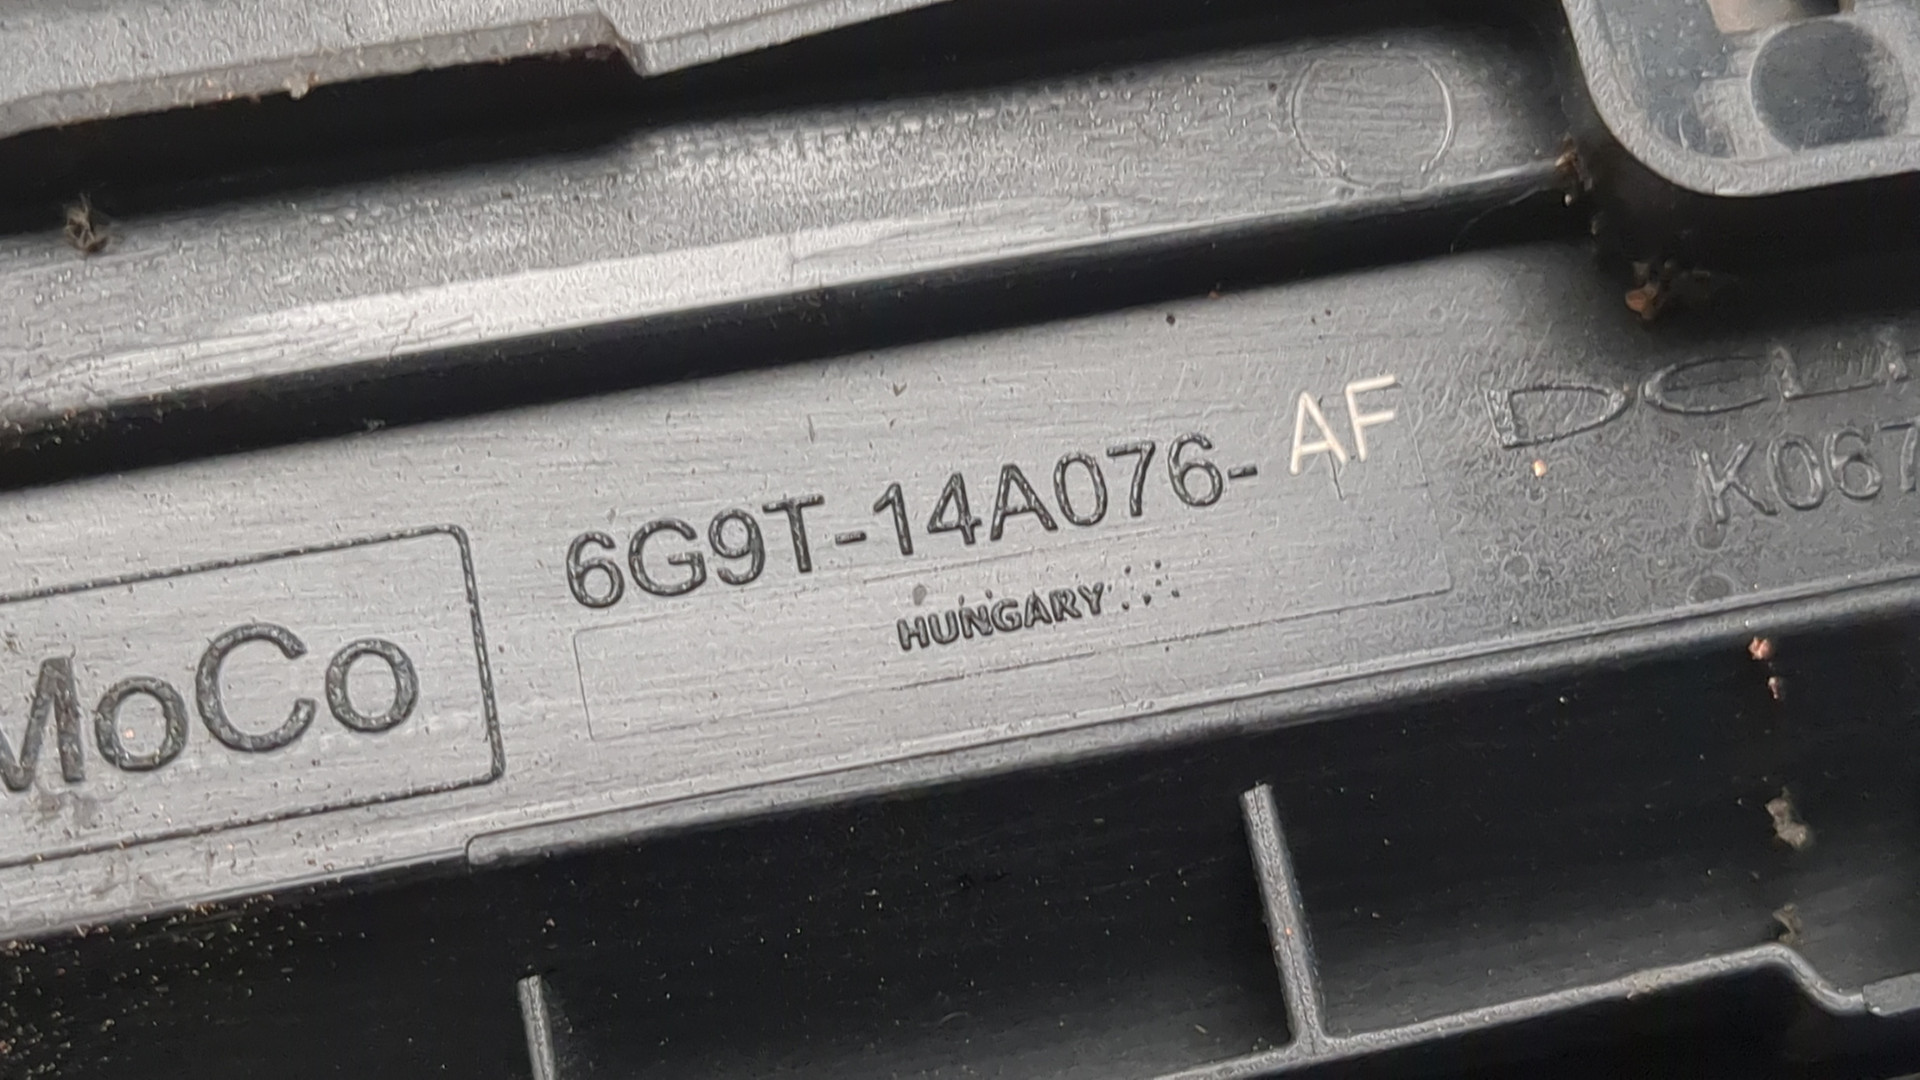 MoCo
6G9T-14A076-AF
HUNGARY
K067